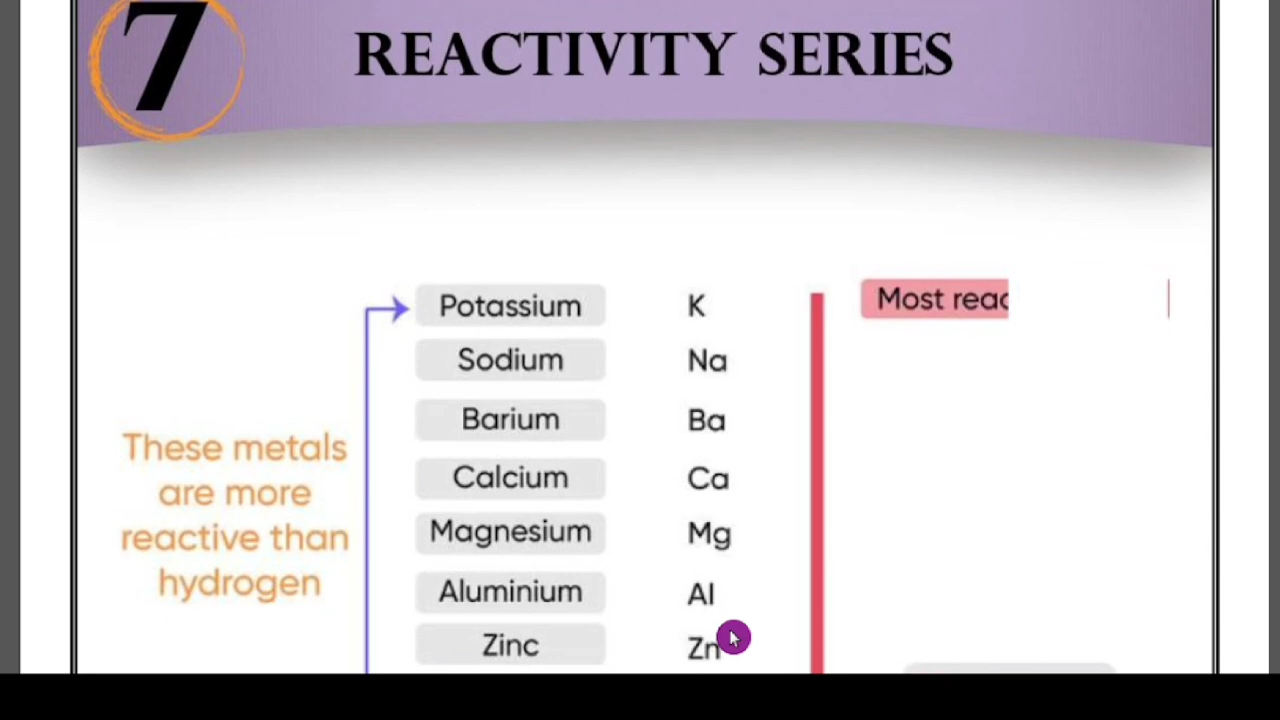 7
REACTIVITY SERIES
Potassium K
Most reac
Sodium Na
Barium Ba
Calcium Ca
Magnesium Mg
Aluminium Al
Zinc Zn
These metals
are more
reactive than
hydrogen